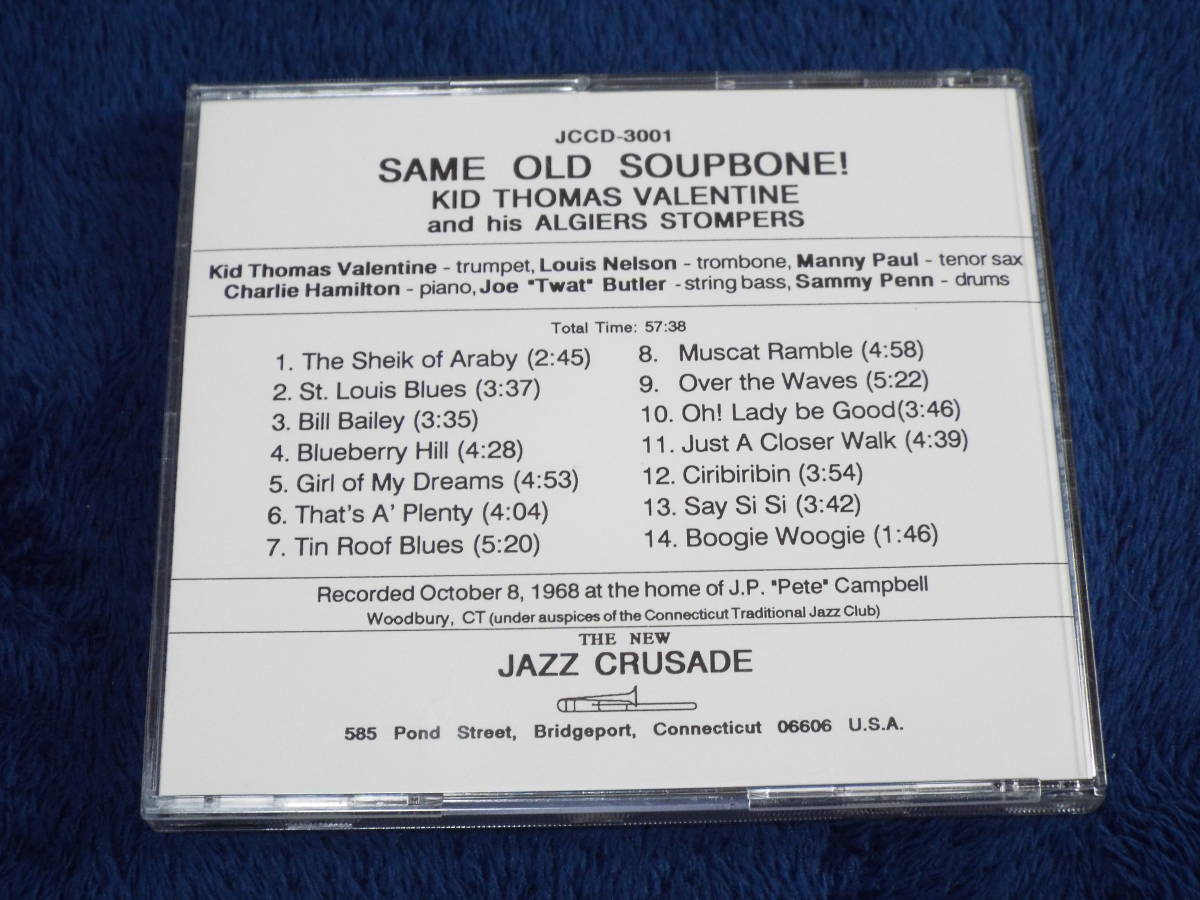 JCCD-3001
SAME OLD SOUPBONE!
KID THOMAS VALENTINE
and his ALGIERS STOMPERS
Kid Thomas Valentine - trumpet, Louis Nelson - trombone, Manny Paul - tenor sax
Charlie Hamilton - piano, Joe "Twat" Butler - string bass, Sammy Penn - drums
Total Time: 57:38
1. The Sheik of Araby (2:45)
2. St. Louis Blues (3:37)
3. Bill Bailey (3:35)
4. Blueberry Hill (4:28)
5. Girl of My Dreams (4:53)
6. That's A' Plenty (4:04)
7. Tin Roof Blues (5:20)
8. Muscat Ramble (4:58)
9. Over the Waves (5:22)
10. Oh! Lady be Good(3:46)
11. Just A Closer Walk (4:39)
12. Ciribiribin (3:54)
13. Say Si Si (3:42)
14. Boogie Woogie (1:46)
Recorded October 8, 1968 at the home of J.P. "Pete" Campbell
Woodbury, CT (under auspices of the Connecticut Traditional Jazz Club)
THE NEW
JAZZ CRUSADE
585 Pond Street, Bridgeport, Connecticut 06606 U.S.A.